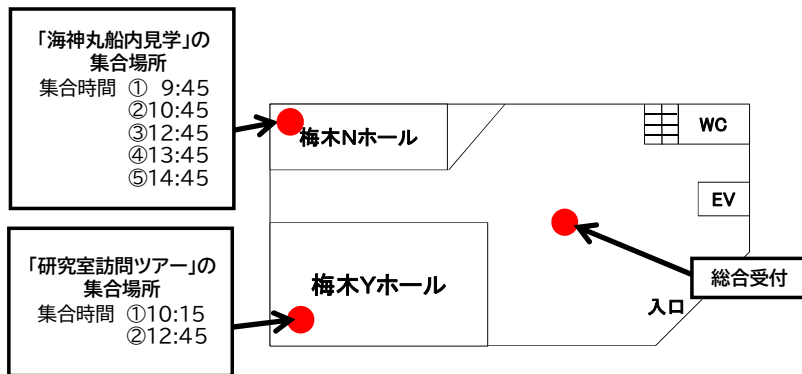 「海神丸船内見学」の
集合場所
集合時間 ① 9:45
②10:45
③12:45
④13:45
⑤14:45
梅木Nホール
WC
EV
「研究室訪問ツアー」の
集合場所
集合時間 ①10:15
②12:45
梅木Yホール
総合受付
入口